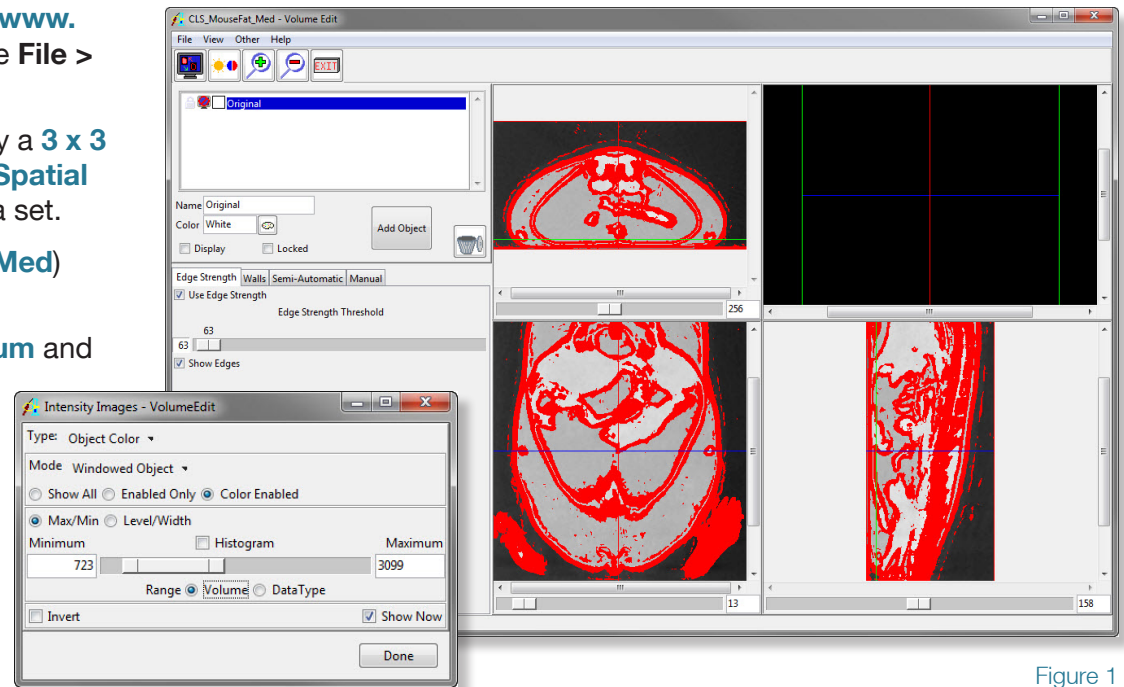 www.
e File >
y a 3 x 3
Spatial
a set.
Med)
um and
CLS_MouseFat_Med - Volume Edit
File View Other Help
EXIT
Original
Name Original
Color White
Add Object
Display Locked
Edge Strength Walls Semi-Automatic Manual
Use Edge Strength
Edge Strength Threshold
63
63
Show Edges
256
13
158
Intensity Images - VolumeEdit
Type: Object Color
Mode Windowed Object
Show All Enabled Only Color Enabled
Max/Min Level/Width
Minimum Histogram Maximum
723 3099
Range Volume DataType
Invert Show Now
Done
Figure 1